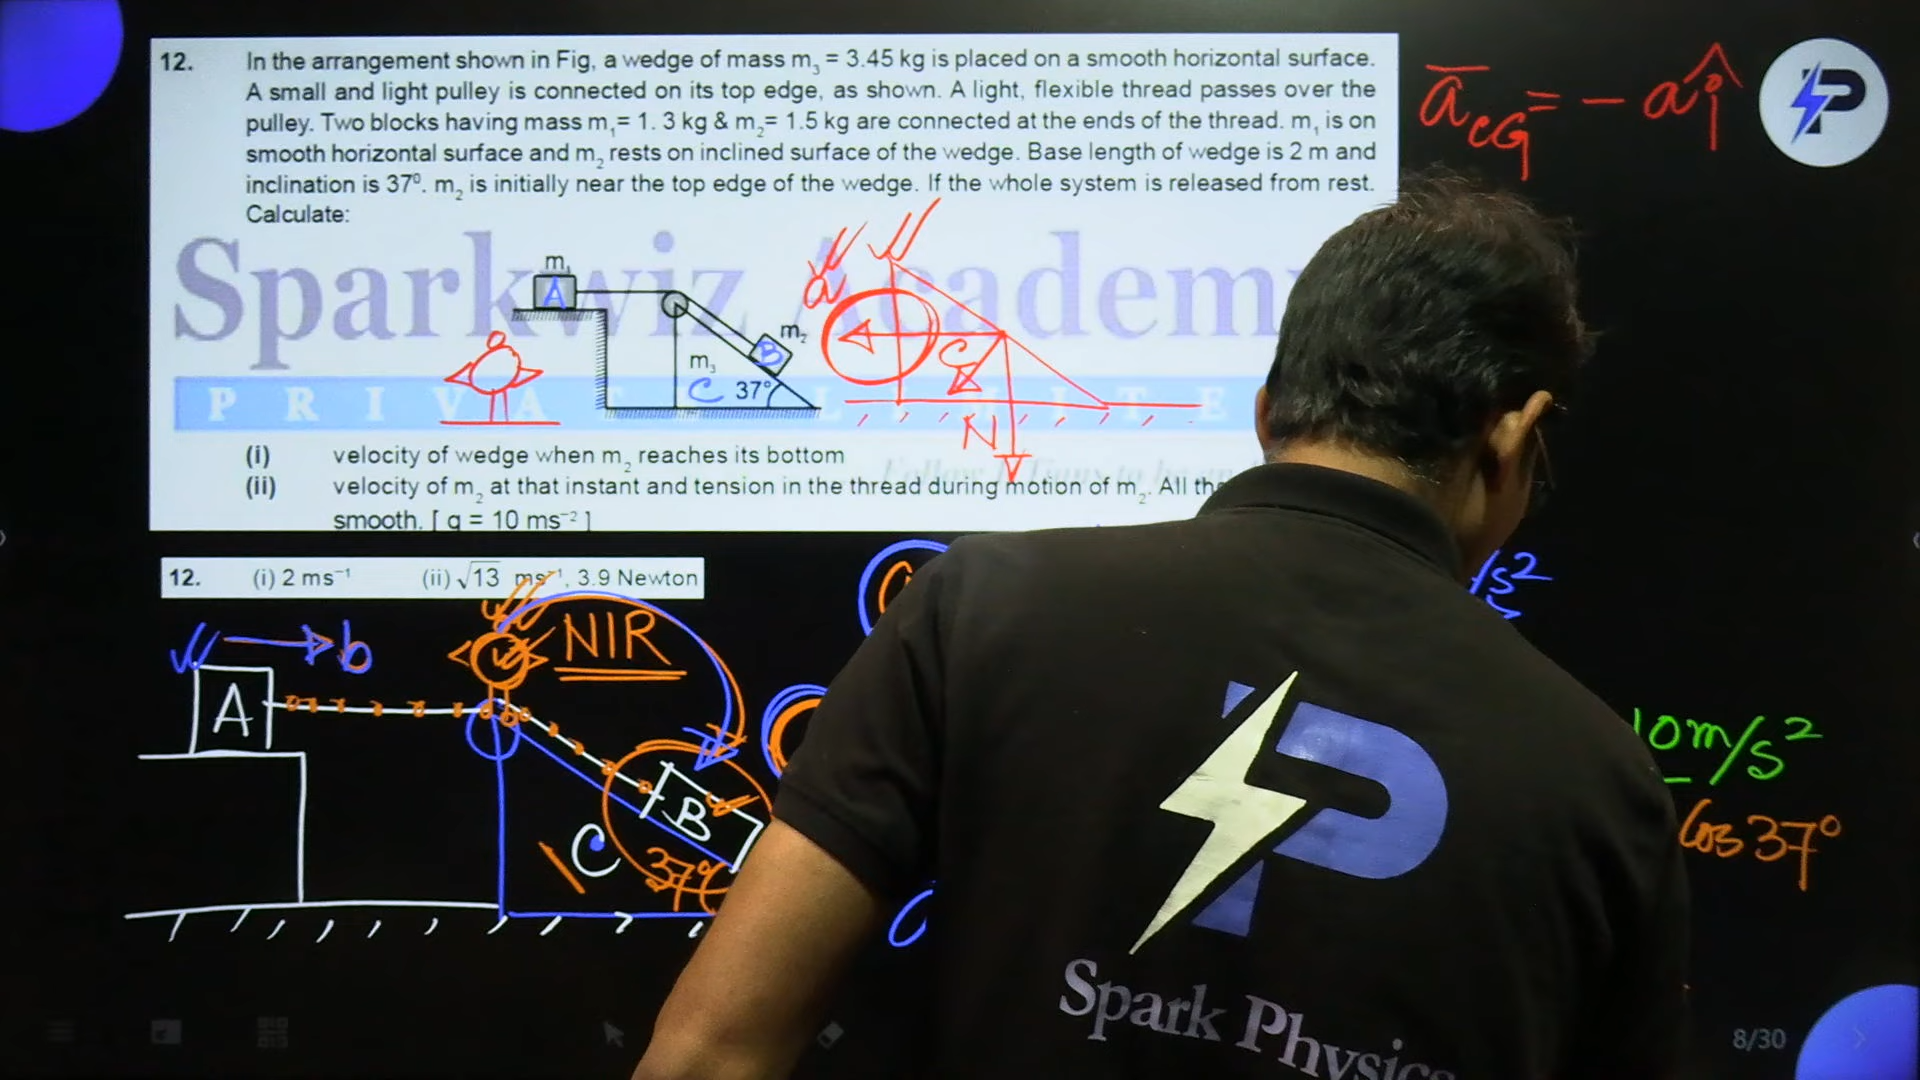 12. In the arrangement shown in Fig, a wedge of mass m₃ = 3.45 kg is placed on a smooth horizontal surface.
A small and light pulley is connected on its top edge, as shown. A light, flexible thread passes over the
pulley. Two blocks having mass m₁= 1. 3 kg & m₂= 1.5 kg are connected at the ends of the thread. m₁ is on
smooth horizontal surface and m₂ rests on inclined surface of the wedge. Base length of wedge is 2 m and
inclination is 37⁰. m₂ is initially near the top edge of the wedge. If the whole system is released from rest.
Calculate:
a̅CG = - a î
P
Sparkwiz Academ
P R I V A L I M I T E
m₁
A
m₂
B
m₃
C 37°
a
C
N
(i) velocity of wedge when m₂ reaches its bottom
(ii) velocity of m₂ at that instant and tension in the thread during motion of m₂. All
smooth. [ g = 10 ms⁻² ]
12. (i) 2 ms⁻¹ (ii) √13 ms⁻¹, 3.9 Newton
b
NIR
A
B
C
37°
/s²
10m/s²
Cos 37°
P
Spark Physics
8/30